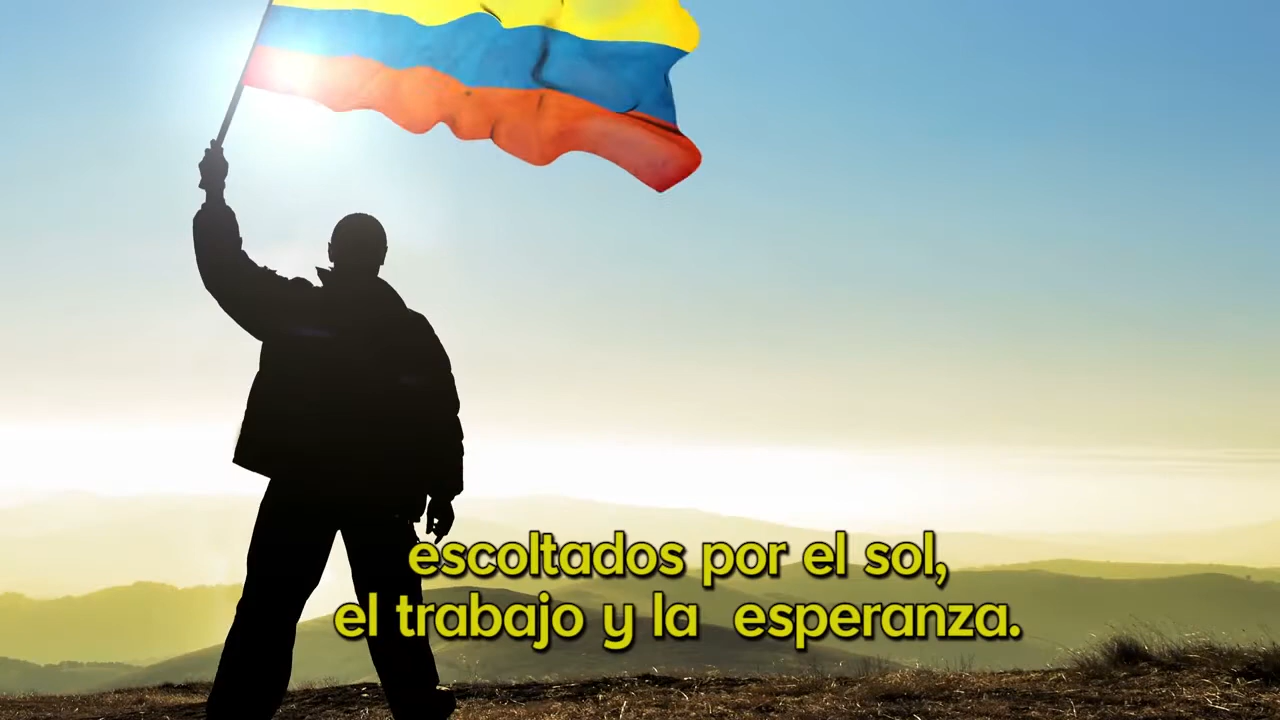 escoltados por el sol,
el trabajo y la esperanza.